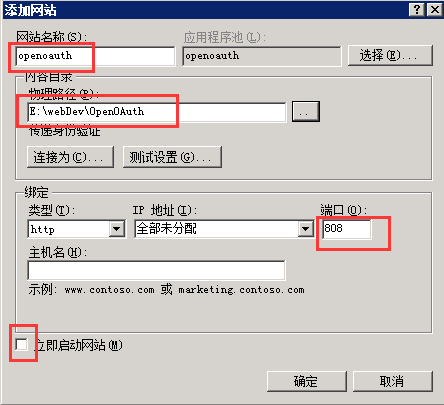 添加网站
网站名称(S):
应用程序池(L):
openoauth
openoauth
选择(E)...
内容目录
物理路径(P):
E:\webDev\OpenOAuth
..
传递身份验证
连接为(C)...
测试设置(G)...
绑定
类型(T):
IP 地址(I):
端口(O):
http
全部未分配
808
主机名(H):
示例: www.contoso.com 或 marketing.contoso.com
立即启动网站(M)
确定
取消